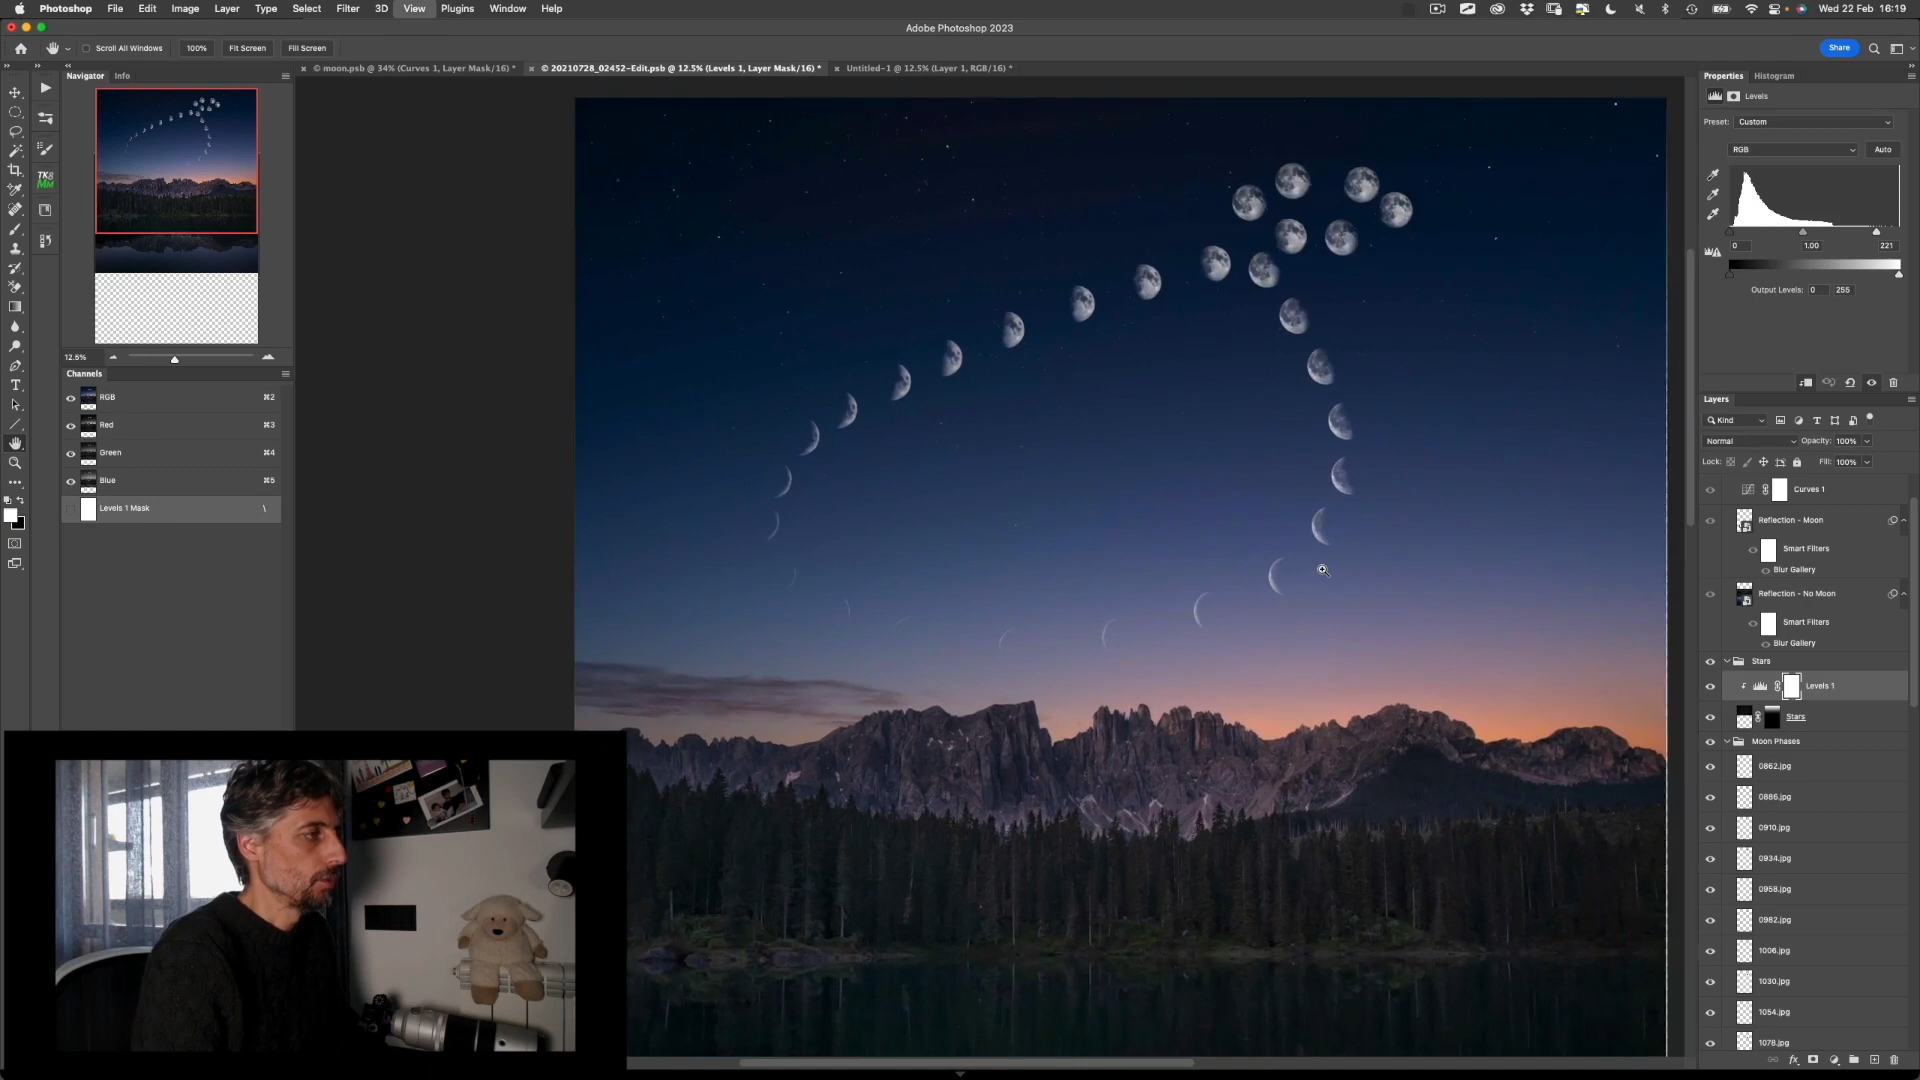 Photoshop File Edit Image Layer Type Select Filter 3D View Plugins Window Help Wed 22 Feb 16:19
Adobe Photoshop 2023
Scroll All Windows 100% Fit Screen Fill Screen Share
Navigator Info
© moon.psb @ 34% (Curves 1, Layer Mask/16) *
© 20210728_02452-Edit.psb @ 12.5% (Levels 1, Layer Mask/16) *
Untitled-1 @ 12.5% (Layer 1, RGB/16) *
Properties Histogram
Levels
Preset: Custom
RGB Auto
0 1.00 221
Output Levels: 0 255
TK8
MM
12.5%
Channels
RGB ⌘2
Red ⌘3
Green ⌘4
Blue ⌘5
Levels 1 Mask \
Layers
Kind
Normal Opacity: 100%
Lock: Fill: 100%
Curves 1
Reflection - Moon
Smart Filters
Blur Gallery
Reflection - No Moon
Smart Filters
Blur Gallery
Stars
Levels 1
Stars
Moon Phases
0862.jpg
0886.jpg
0910.jpg
0934.jpg
0958.jpg
0982.jpg
1006.jpg
1030.jpg
1054.jpg
1078.jpg